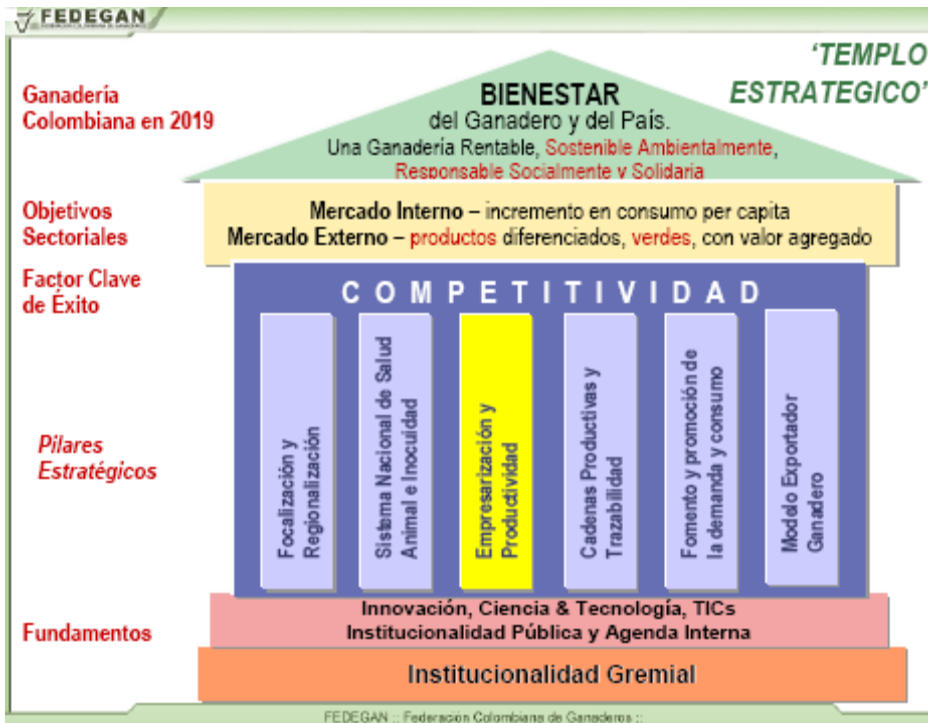 FEDEGAN
FEDERACIÓN COLOMBIANA DE GANADEROS
'TEMPLO
ESTRATEGICO'
Ganadería
Colombiana en 2019
BIENESTAR
del Ganadero y del País.
Una Ganadería Rentable, Sostenible Ambientalmente,
Responsable Socialmente y Solidaria
Objetivos
Sectoriales
Mercado Interno – incremento en consumo per capita
Mercado Externo – productos diferenciados, verdes, con valor agregado
Factor Clave
de Éxito
COMPETITIVIDAD
Pilares
Estratégicos
Focalización y
Regionalización
Sistema Nacional de Salud
Animal e Inocuidad
Empresarización y
Productividad
Cadenas Productivas y
Trazabilidad
Fomento y promoción de
la demanda y consumo
Modelo Exportador
Ganadero
Fundamentos
Innovación, Ciencia & Tecnología, TICs
Institucionalidad Pública y Agenda Interna
Institucionalidad Gremial
FEDEGAN :: Federación Colombiana de Ganaderos ::